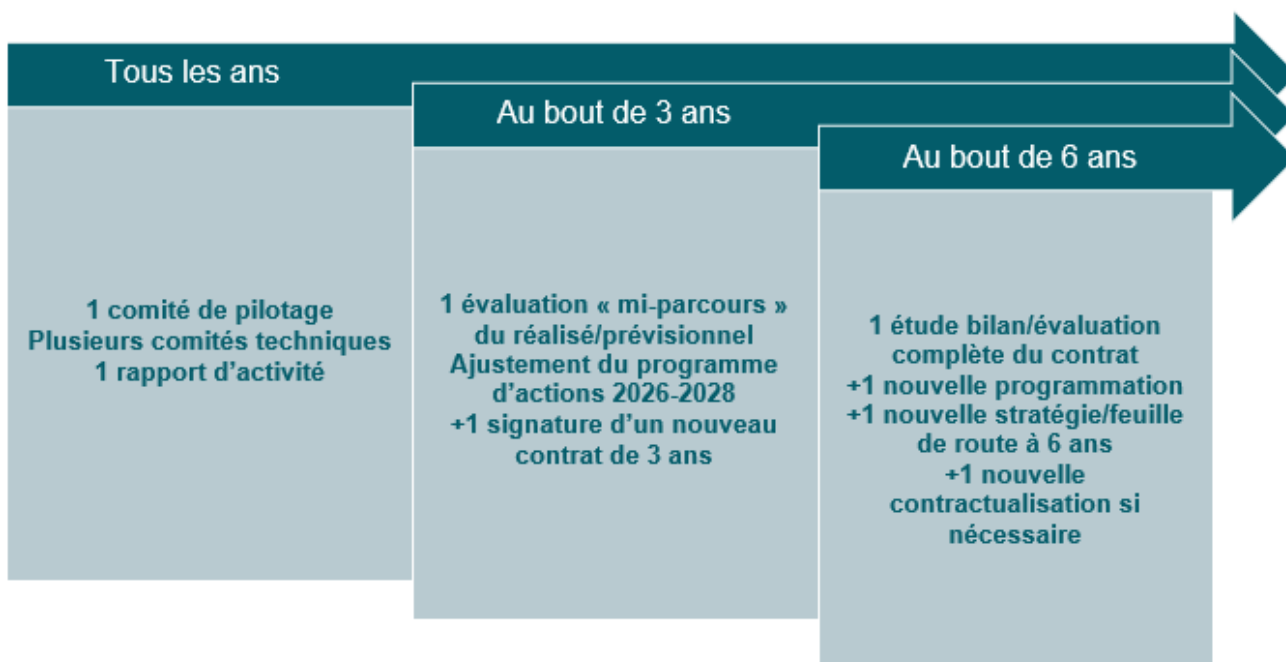 Tous les ans
1 comité de pilotage
Plusieurs comités techniques
1 rapport d'activité
Au bout de 3 ans
1 évaluation « mi-parcours »
du réalisé/prévisionnel
Ajustement du programme
d'actions 2026-2028
+1 signature d'un nouveau
contrat de 3 ans
Au bout de 6 ans
1 étude bilan/évaluation
complète du contrat
+1 nouvelle programmation
+1 nouvelle stratégie/feuille
de route à 6 ans
+1 nouvelle
contractualisation si
nécessaire